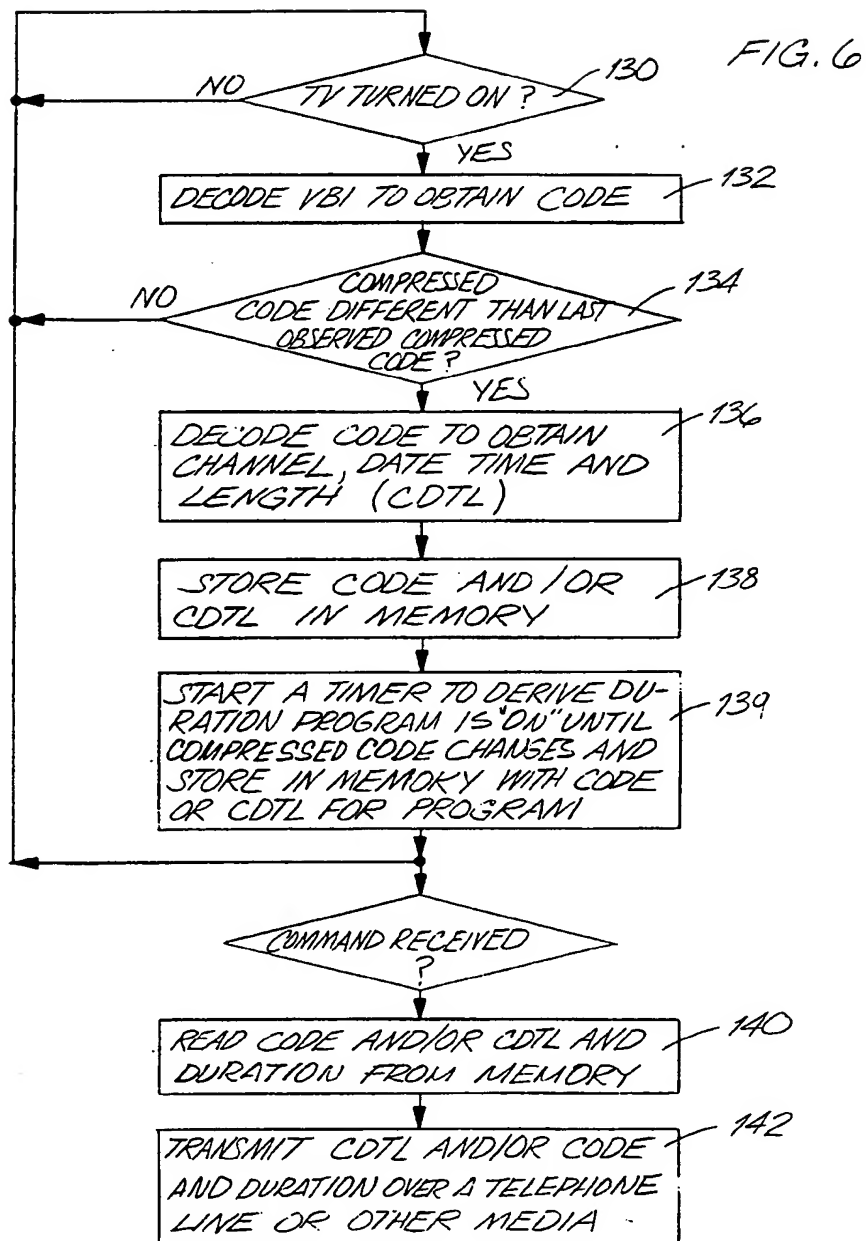 FIG. 6
TV TURNED ON ?
130
NO
YES
DECODE VBI TO OBTAIN CODE
132
COMPRESSED
CODE DIFFERENT THAN LAST
OBSERVED COMPRESSED
CODE ?
134
NO
YES
DECODE CODE TO OBTAIN
CHANNEL, DATE TIME AND
LENGTH (CDTL)
136
STORE CODE AND / OR
CDTL IN MEMORY
138
START A TIMER TO DERIVE DU-
RATION PROGRAM IS "ON" UNTIL
COMPRESSED CODE CHANGES AND
STORE IN MEMORY WITH CODE
OR CDTL FOR PROGRAM
139
COMMAND RECEIVED
?
READ CODE AND/OR CDTL AND
DURATION FROM MEMORY
140
TRANSMIT CDTL AND/OR CODE
AND DURATION OVER A TELEPHONE
LINE OR OTHER MEDIA
142